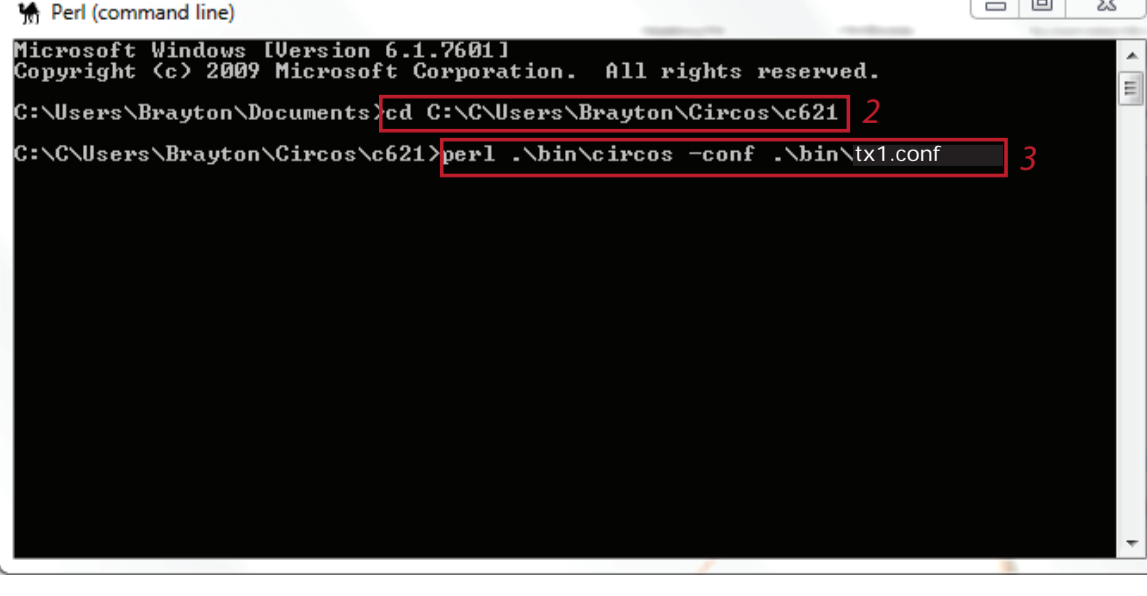 Perl (command line)
Microsoft Windows [Version 6.1.7601]
Copyright (c) 2009 Microsoft Corporation.  All rights reserved.
C:\Users\Brayton\Documents>cd C:\C\Users\Brayton\Circos\c621 2
C:\C\Users\Brayton\Circos\c621>perl .\bin\circos -conf .\bin\tx1.conf 3